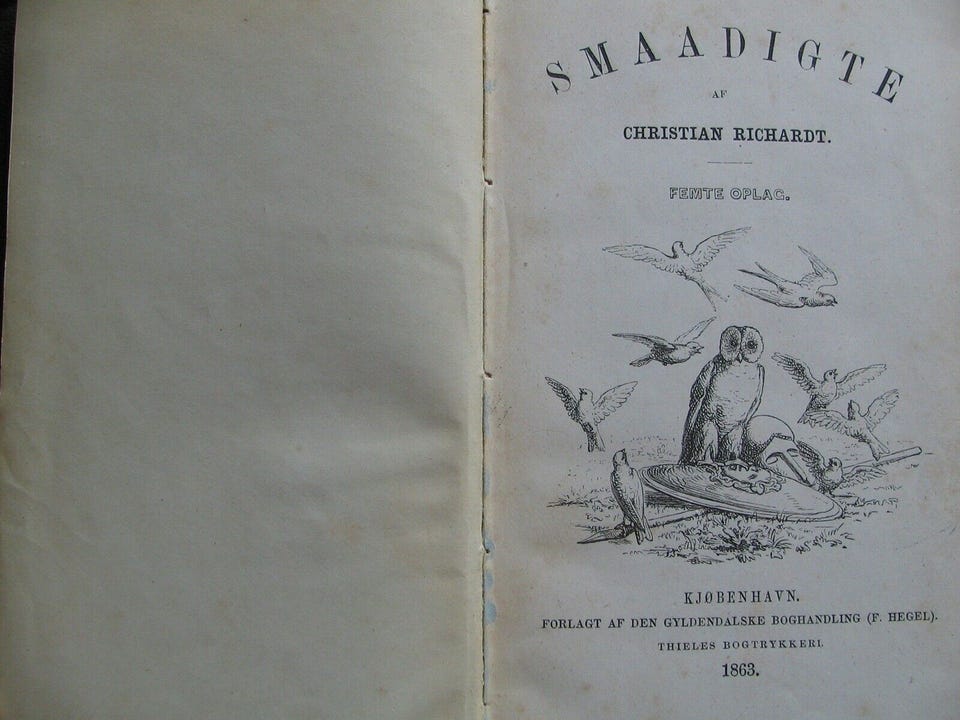 SMAADIGTE
AF
CHRISTIAN RICHARDT.
FEMTE OPLAG.
KJØBENHAVN.
FORLAGT AF DEN GYLDENDALSKE BOGHANDLING (F. HEGEL).
THIELES BOGTRYKKERI.
1863.